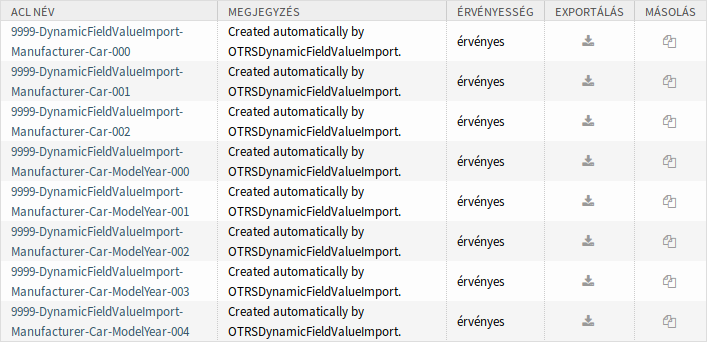 ACL NÉV MEGJEGYZÉS ÉRVÉNYESSÉG EXPORTÁLÁS MÁSOLÁS
9999-DynamicFieldValueImport- Created automatically by
Manufacturer-Car-000 OTRSDynamicFieldValueImport. érvényes
9999-DynamicFieldValueImport- Created automatically by
Manufacturer-Car-001 OTRSDynamicFieldValueImport. érvényes
9999-DynamicFieldValueImport- Created automatically by
Manufacturer-Car-002 OTRSDynamicFieldValueImport. érvényes
9999-DynamicFieldValueImport- Created automatically by
Manufacturer-Car-ModelYear-000 OTRSDynamicFieldValueImport. érvényes
9999-DynamicFieldValueImport- Created automatically by
Manufacturer-Car-ModelYear-001 OTRSDynamicFieldValueImport. érvényes
9999-DynamicFieldValueImport- Created automatically by
Manufacturer-Car-ModelYear-002 OTRSDynamicFieldValueImport. érvényes
9999-DynamicFieldValueImport- Created automatically by
Manufacturer-Car-ModelYear-003 OTRSDynamicFieldValueImport. érvényes
9999-DynamicFieldValueImport- Created automatically by
Manufacturer-Car-ModelYear-004 OTRSDynamicFieldValueImport. érvényes